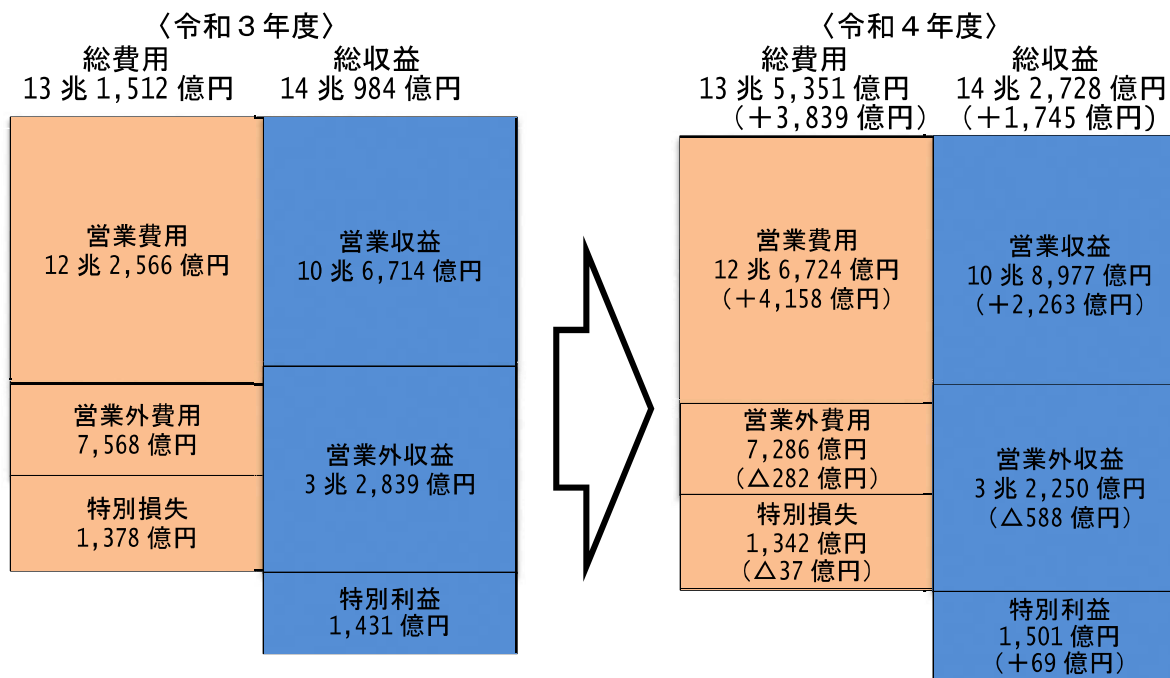 〈令和３年度〉
総費用
13 兆 1,512 億円
総収益
14 兆 984 億円
営業費用
12 兆 2,566 億円
営業外費用
7,568 億円
特別損失
1,378 億円
営業収益
10 兆 6,714 億円
営業外収益
3 兆 2,839 億円
特別利益
1,431 億円
〈令和４年度〉
総費用
13 兆 5,351 億円
（＋3,839 億円）
総収益
14 兆 2,728 億円
（＋1,745 億円）
営業費用
12 兆 6,724 億円
（＋4,158 億円）
営業外費用
7,286 億円
（△282 億円）
特別損失
1,342 億円
（△37 億円）
営業収益
10 兆 8,977 億円
（＋2,263 億円）
営業外収益
3 兆 2,250 億円
（△588 億円）
特別利益
1,501 億円
（＋69 億円）